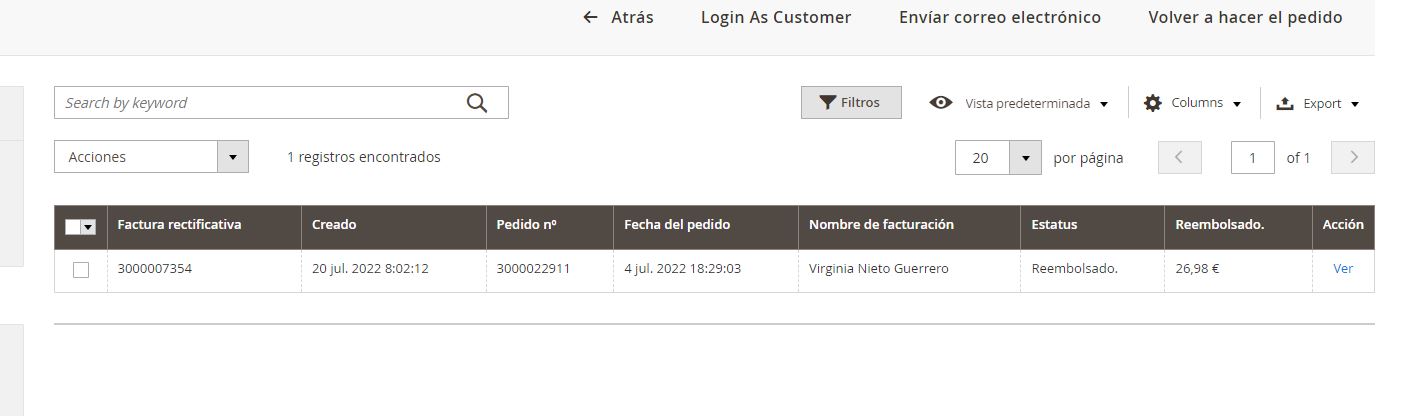 Atrás Login As Customer Envíar correo electrónico Volver a hacer el pedido
Search by keyword Filtros Vista predeterminada Columns Export
Acciones 1 registros encontrados 20 por página 1 of 1
Factura rectificativa Creado Pedido nº Fecha del pedido Nombre de facturación Estatus Reembolsado. Acción
3000007354 20 jul. 2022 8:02:12 3000022911 4 jul. 2022 18:29:03 Virginia Nieto Guerrero Reembolsado. 26,98 € Ver